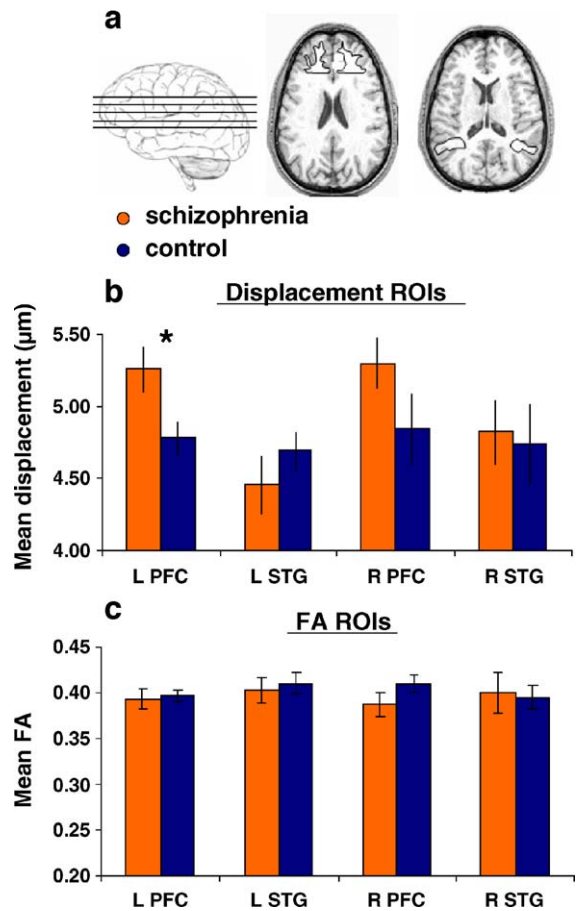 a
schizophrenia
control
b
Displacement ROIs
Mean displacement (µm)
5.50
5.00
4.50
4.00
*
L PFC L STG R PFC R STG
c
FA ROIs
Mean FA
0.45
0.40
0.35
0.30
0.25
0.20
L PFC L STG R PFC R STG